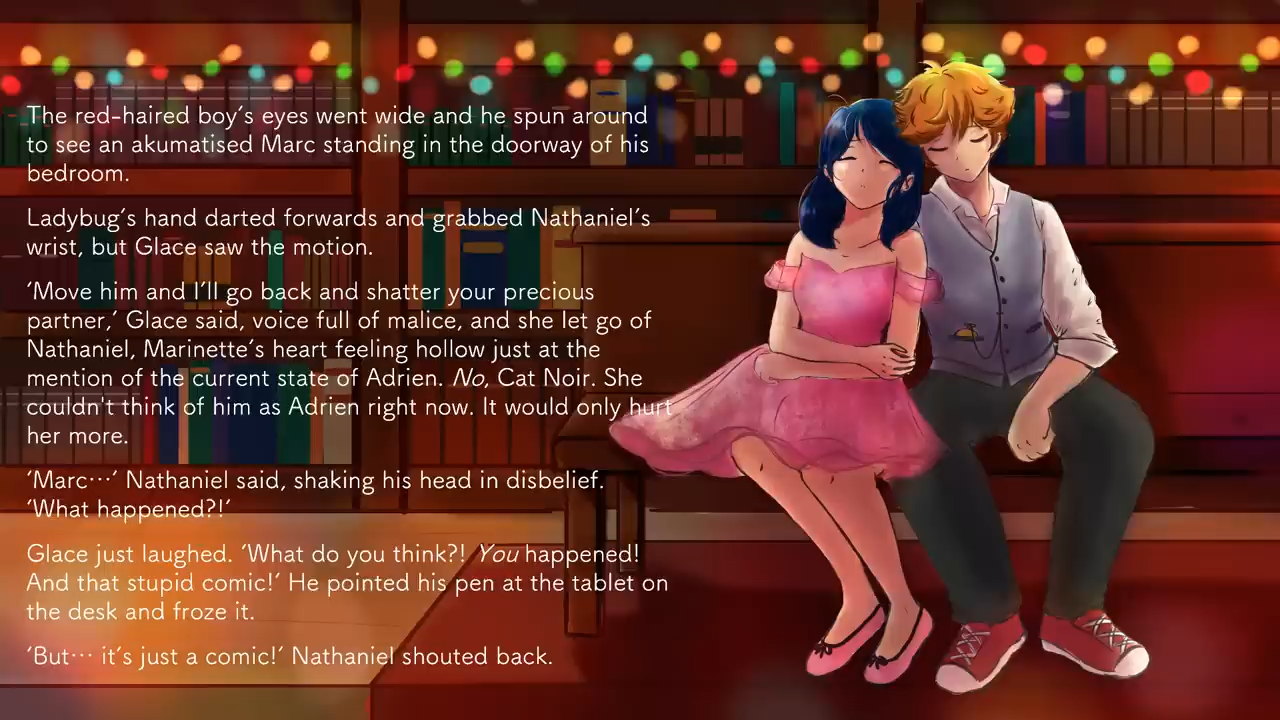 The red-haired boy’s eyes went wide and he spun around
to see an akumatised Marc standing in the doorway of his
bedroom.
Ladybug’s hand darted forwards and grabbed Nathaniel’s
wrist, but Glace saw the motion.
‘Move him and I’ll go back and shatter your precious
partner,’ Glace said, voice full of malice, and she let go of
Nathaniel, Marinette’s heart feeling hollow just at the
mention of the current state of Adrien. No, Cat Noir. She
couldn't think of him as Adrien right now. It would only hurt
her more.
‘Marc…’ Nathaniel said, shaking his head in disbelief.
‘What happened?!’
Glace just laughed. ‘What do you think?! You happened!
And that stupid comic!’ He pointed his pen at the tablet on
the desk and froze it.
‘But… it’s just a comic!’ Nathaniel shouted back.